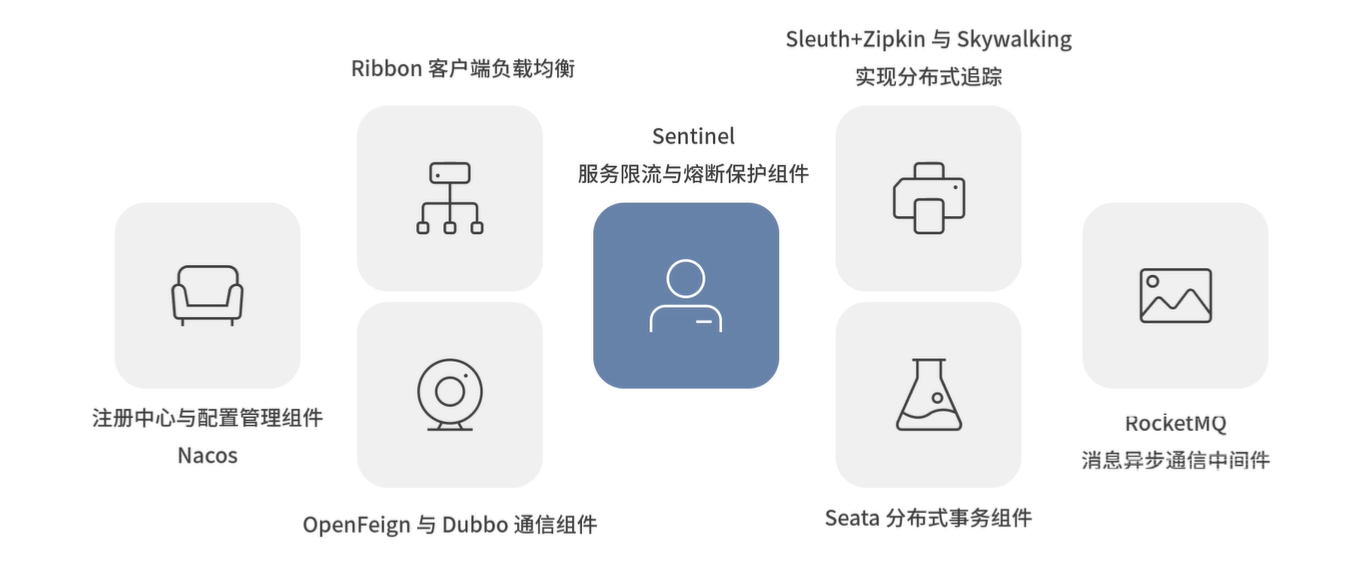 Ribbon 客户端负载均衡
Sleuth+Zipkin 与 Skywalking
实现分布式追踪
Sentinel
服务限流与熔断保护组件
注册中心与配置管理组件
Nacos
RocketMQ
消息异步通信中间件
OpenFeign 与 Dubbo 通信组件
Seata 分布式事务组件